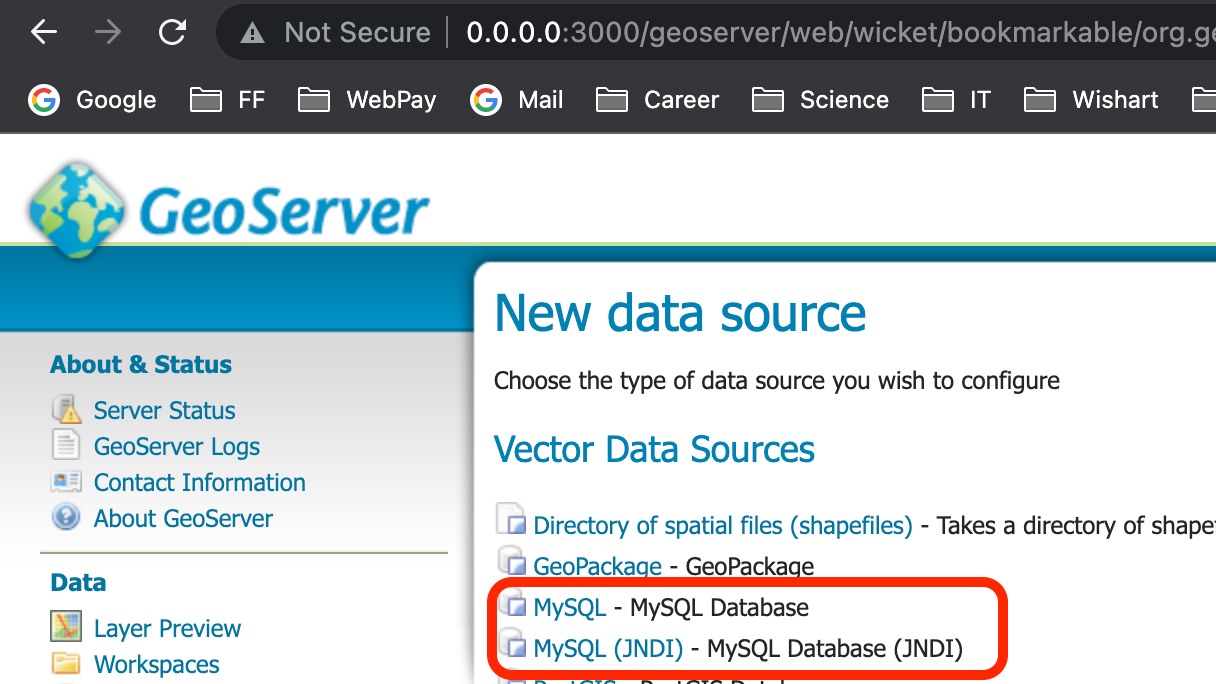 Not Secure | 0.0.0.0:3000/geoserver/web/wicket/bookmarkable/org.ge
Google FF WebPay Mail Career Science IT Wishart
GeoServer
New data source
Choose the type of data source you wish to configure
Vector Data Sources
Directory of spatial files (shapefiles) - Takes a directory of shapef
GeoPackage - GeoPackage
MySQL - MySQL Database
MySQL (JNDI) - MySQL Database (JNDI)
About & Status
Server Status
GeoServer Logs
Contact Information
About GeoServer
Data
Layer Preview
Workspaces